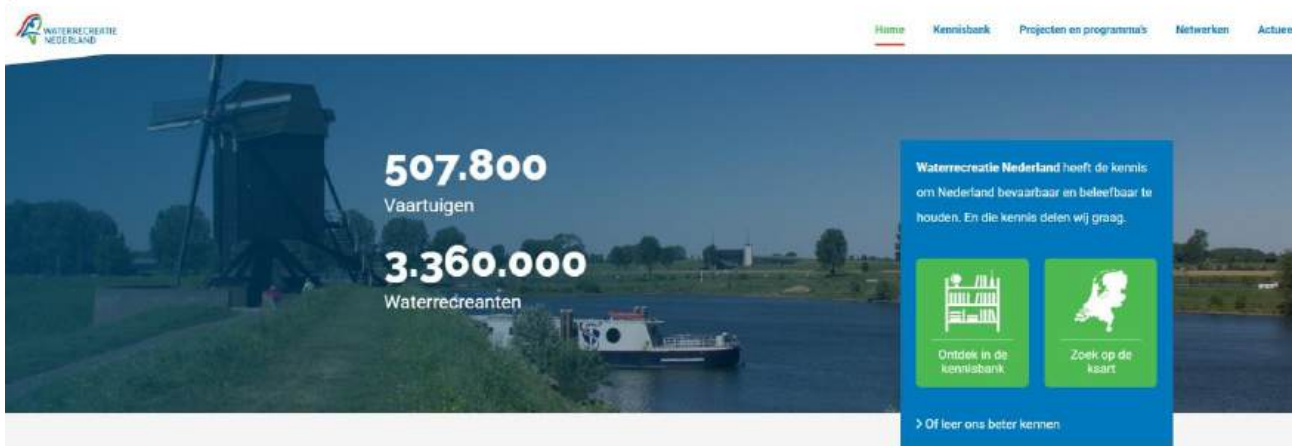 WATERRECREATIE
NEDERLAND
Home Kennisbank Projecten en programma's Netwerken
507.800
Vaartuigen
3.360.000
Waterrecreanten
Waterrecreatie Nederland heeft de kennis
om Nederland bevaarbaar en beleefbaar te
houden. En die kennis delen wij graag.
Ontdek in de
kennisbank
Zoek op de
kaart
> Of leer ons beter kennen